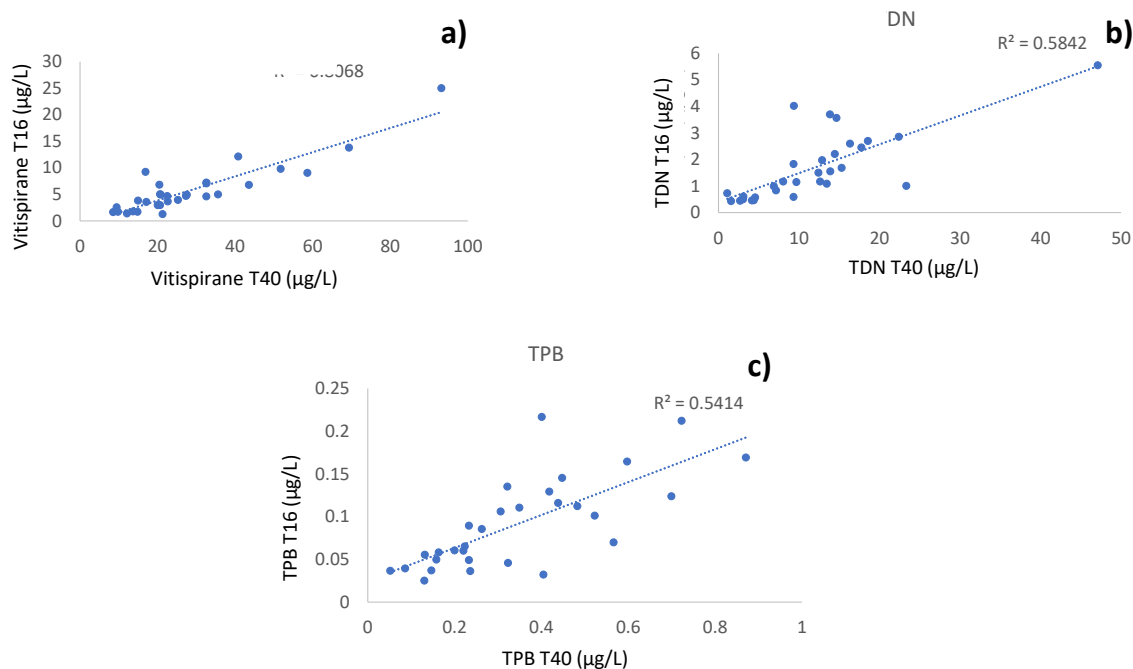 a)
30
25
20
15
10
5
0
0 20 40 60 80 100
Vitispirane T16 (µg/L)
Vitispirane T40 (µg/L)
DN
b)
R² = 0.5842
6
5
4
3
2
1
0
0 10 20 30 40 50
TDN T16 (µg/L)
TDN T40 (µg/L)
TPB
c)
R² = 0.5414
0.25
0.2
0.15
0.1
0.05
0
0 0.2 0.4 0.6 0.8 1
TPB T16 (µg/L)
TPB T40 (µg/L)